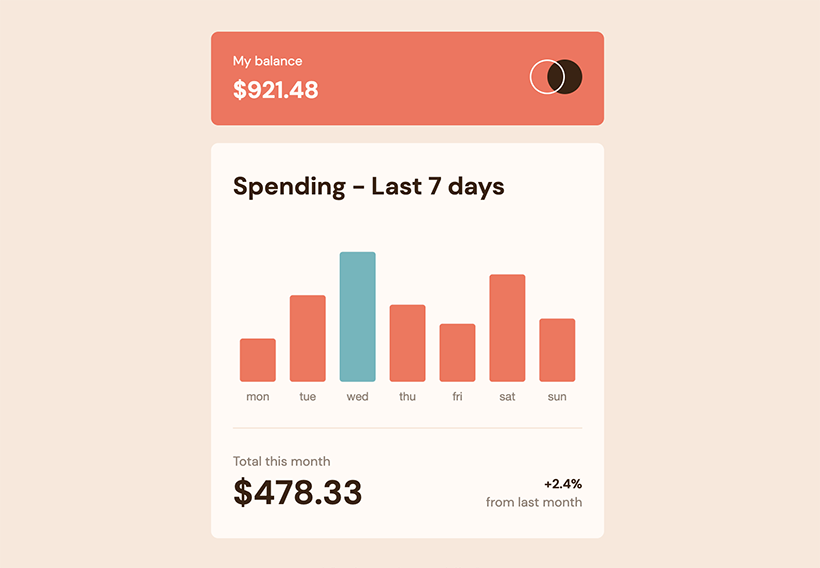 My balance
$921.48
Spending - Last 7 days
mon tue wed thu fri sat sun
Total this month
$478.33
+2.4%
from last month